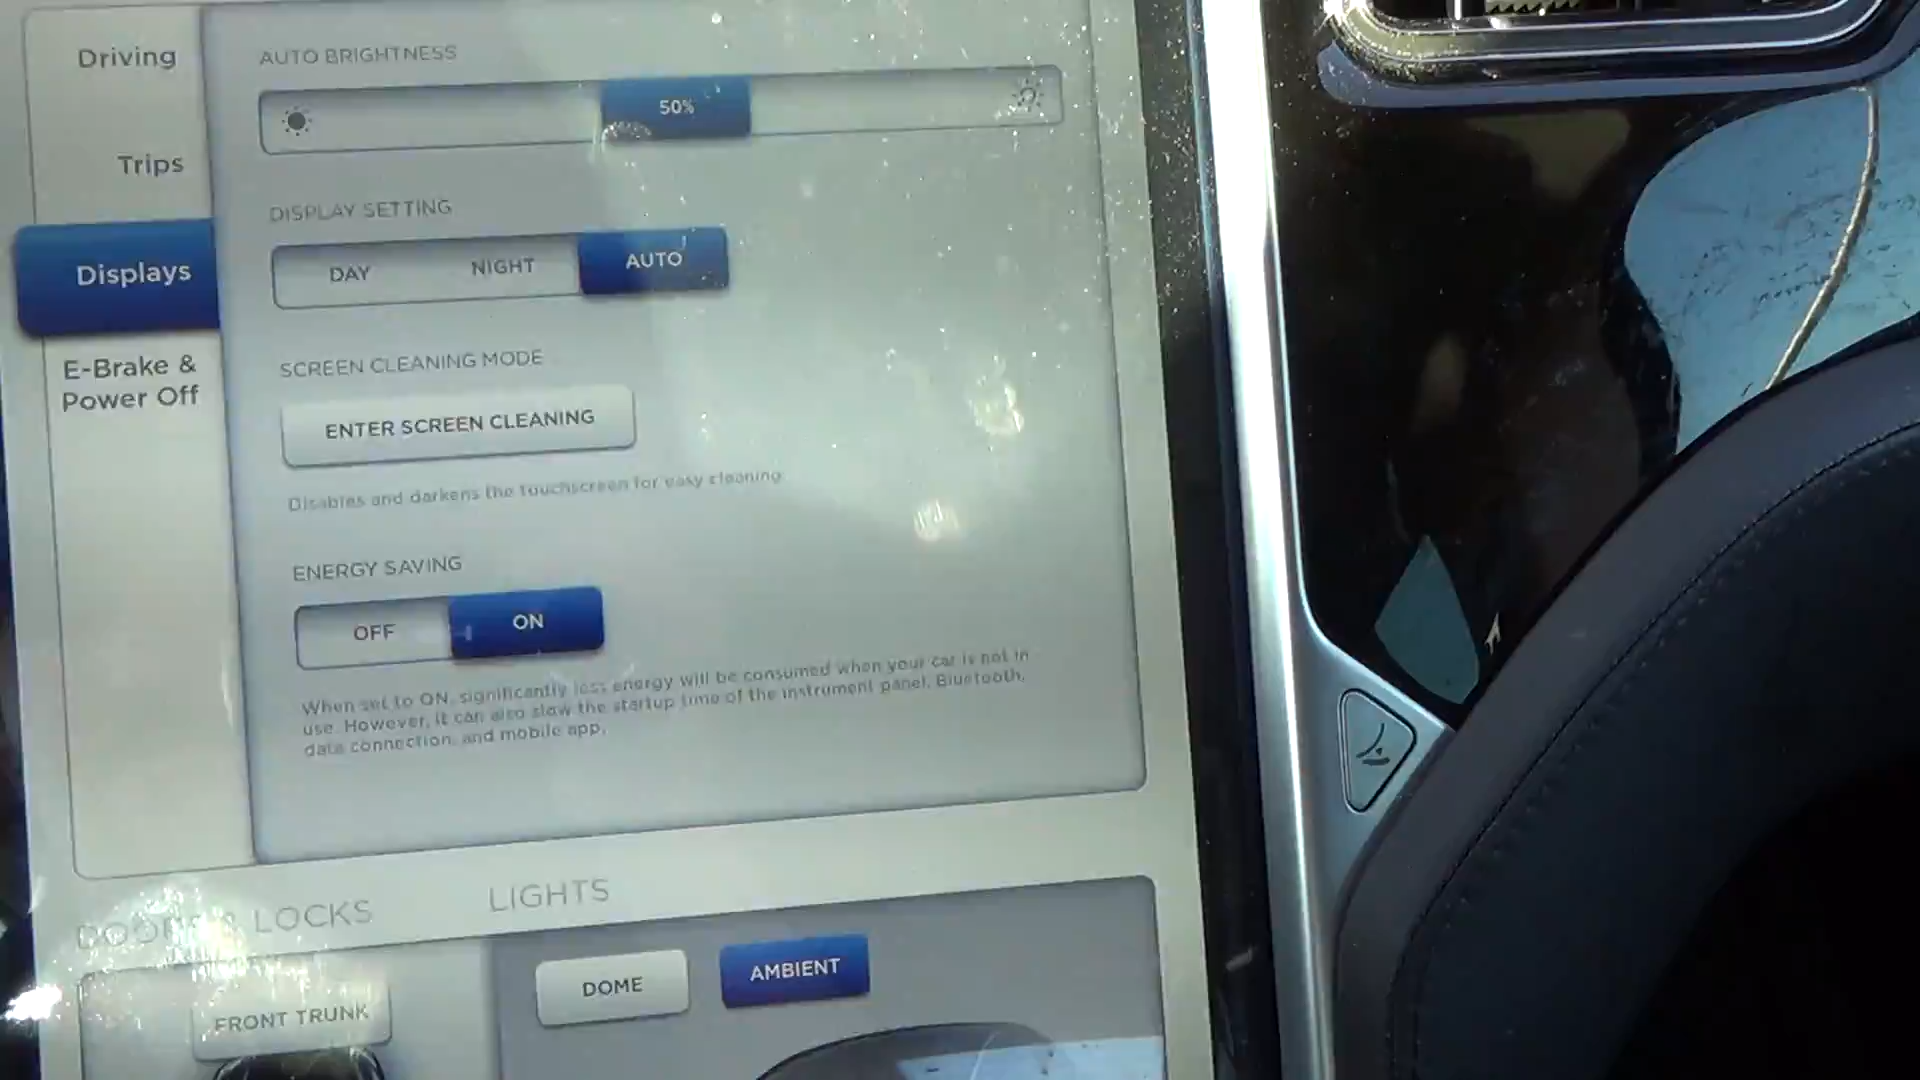 Driving
Trips
Displays
E-Brake &
Power Off
AUTO BRIGHTNESS
50%
DISPLAY SETTING
DAY NIGHT AUTO
SCREEN CLEANING MODE
ENTER SCREEN CLEANING
Disables and darkens the touchscreen for easy cleaning
ENERGY SAVING
OFF ON
When set to ON, significantly less energy will be consumed when your car is not in
use. However, it can also slow the startup time of the instrument panel, Bluetooth,
data connection, and mobile app.
DOORS & LOCKS
FRONT TRUNK
LIGHTS
DOME AMBIENT